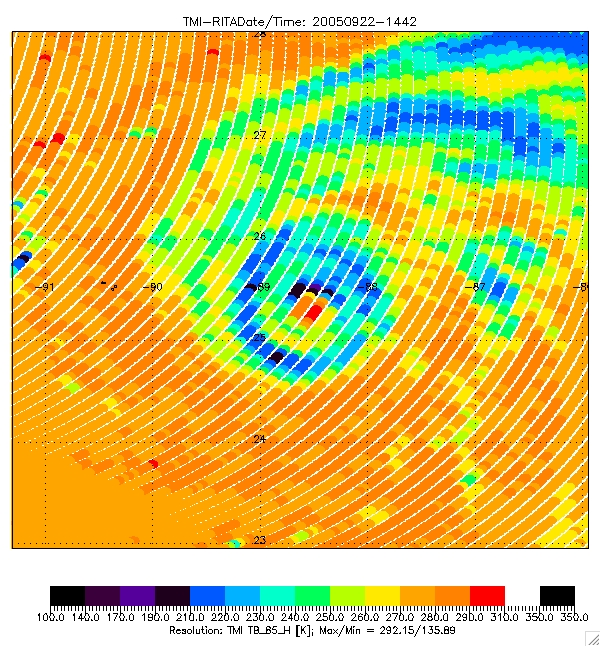 TMI-RITADate/Time: 20050922-1442
28
27
26
-91 -90 -89 -88 -87 -8
25
24
23
100.0 140.0 170.0 190.0 210.0 220.0 230.0 240.0 250.0 260.0 270.0 280.0 290.0 310.0 350.0 350.0
Resolution: TMI TB_85_H [K]; Max/Min = 292.15/135.89